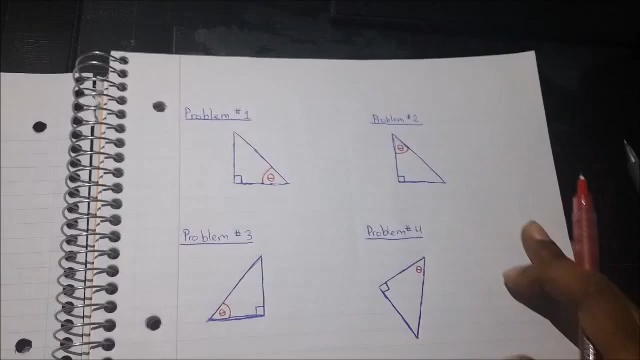 Problem #1
Problem #2
θ
θ
Problem #3
Problem #4
θ
θ